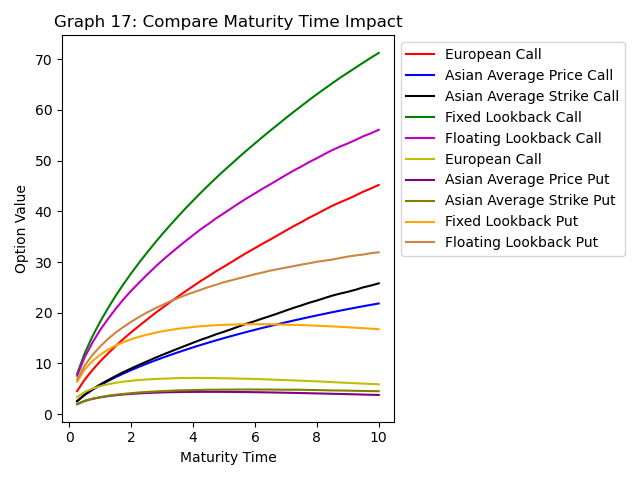 Graph 17: Compare Maturity Time Impact
European Call
Asian Average Price Call
Asian Average Strike Call
Fixed Lookback Call
Floating Lookback Call
European Call
Asian Average Price Put
Asian Average Strike Put
Fixed Lookback Put
Floating Lookback Put
Option Value
70
60
50
40
30
20
10
0
0 2 4 6 8 10
Maturity Time